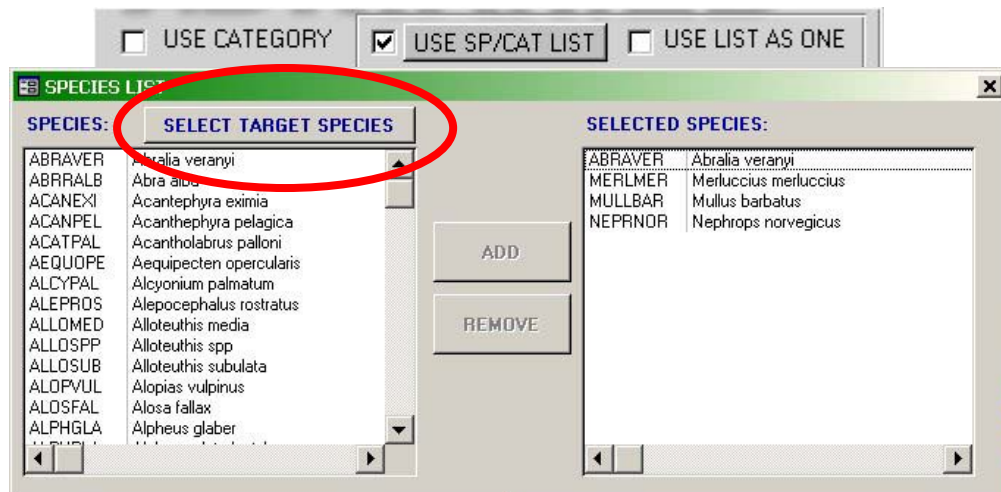 USE CATEGORY USE SP/CAT LIST USE LIST AS ONE
SPECIES LIST
SPECIES: SELECT TARGET SPECIES SELECTED SPECIES:
ABRAVER Abralia veranyi
ABRRALB Abra alba
ACANEXI Acantephyra eximia
ACANPEL Acanthephyra pelagica
ACATPAL Acantholabrus palloni
AEQUOPE Aequipecten opercularis
ALCYPAL Alcyonium palmatum
ALEPROS Alepocephalus rostratus
ALLOMED Alloteuthis media
ALLOSPP Alloteuthis spp
ALLOSUB Alloteuthis subulata
ALOPVUL Alopias vulpinus
ALOSFAL Alosa fallax
ALPHGLA Alpheus glaber
ADD
REMOVE
ABRAVER Abralia veranyi
MERLMER Merluccius merluccius
MULLBAR Mullus barbatus
NEPRNOR Nephrops norvegicus